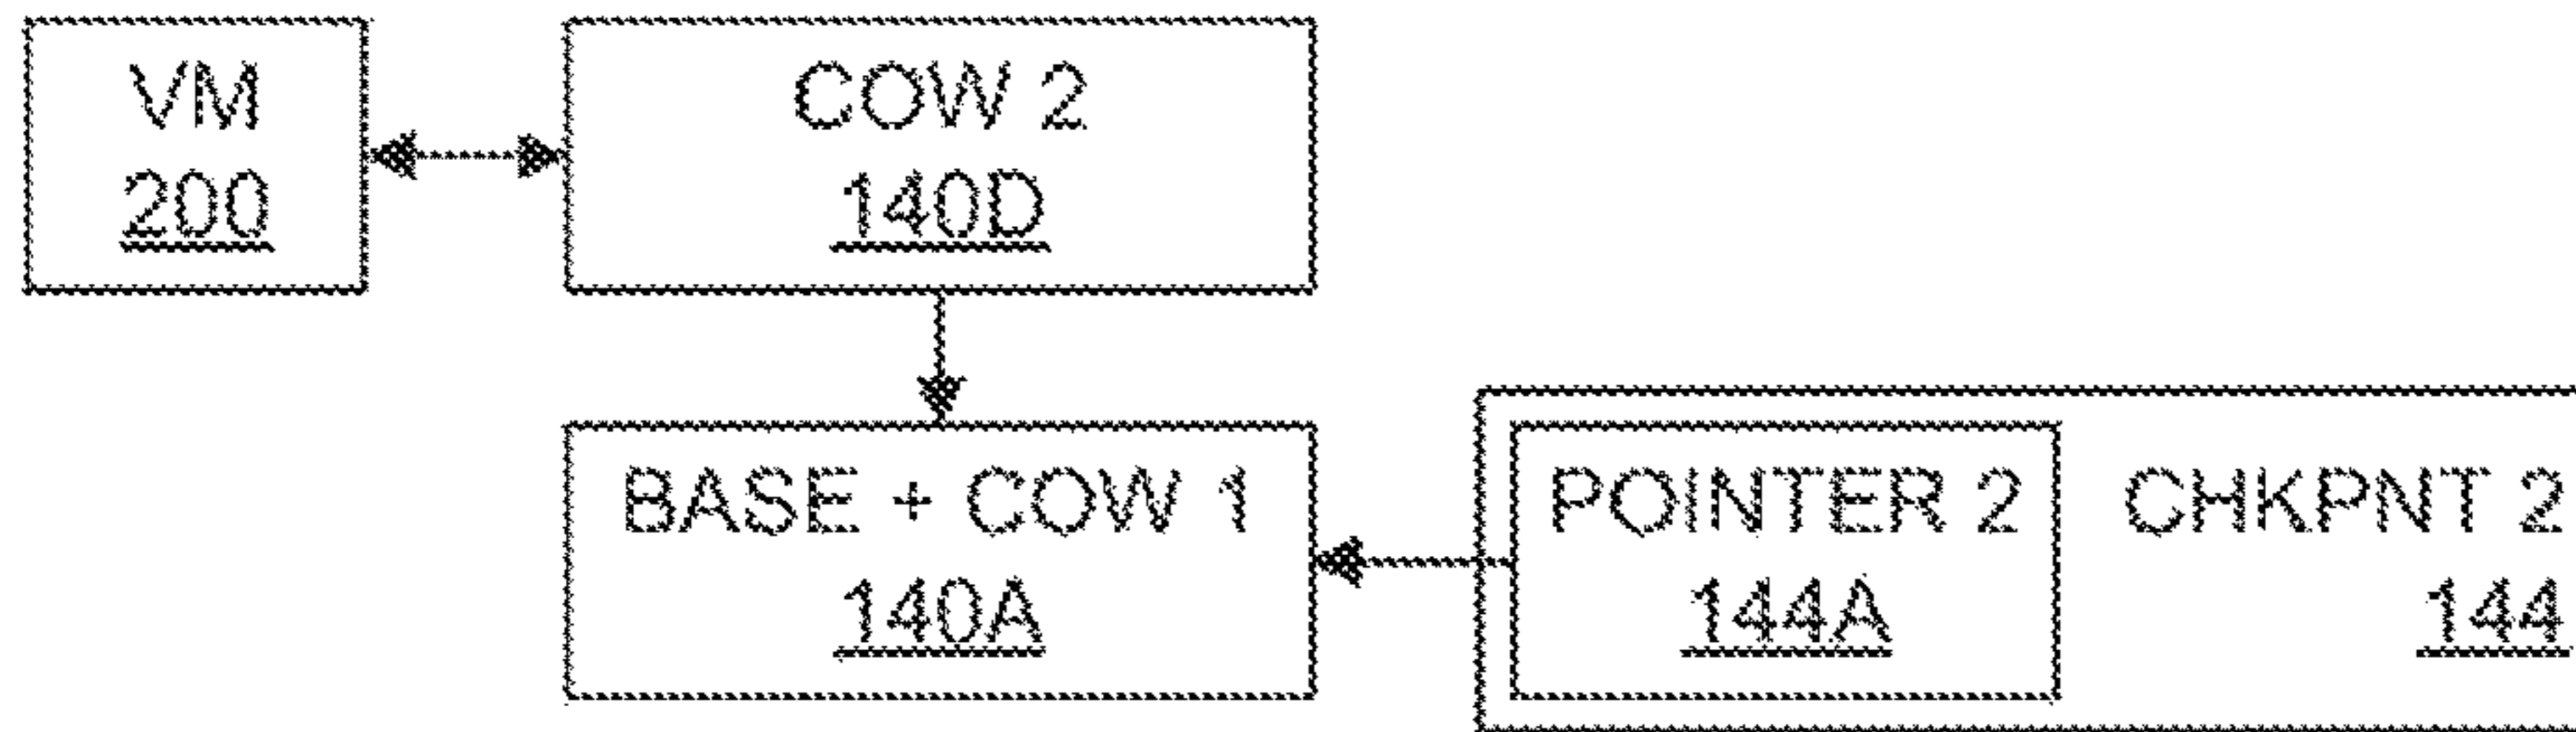 VM
200
COW 2
140D
BASE + COW 1
140A
POINTER 2
144A
CHKPNT 2
144